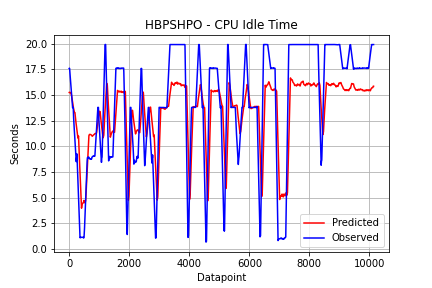 HBPSHPO - CPU Idle Time
20.0
17.5
15.0
12.5
10.0
7.5
5.0
2.5
0.0
Seconds
0 2000 4000 6000 8000 10000
Datapoint
Predicted
Observed